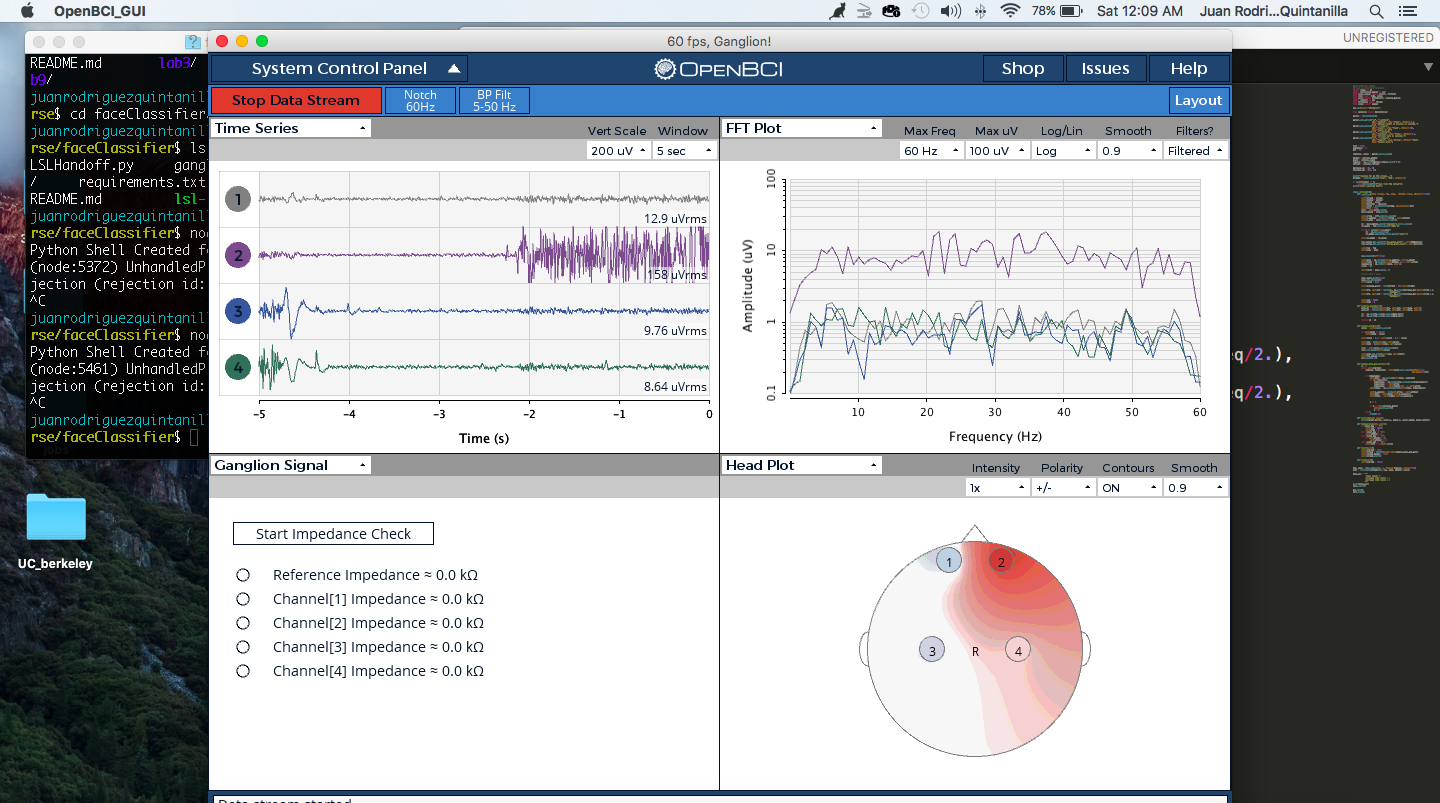 OpenBCI_GUI
78%
Sat 12:09 AM
Juan Rodri...Quintanilla
60 fps, Ganglion!
UNREGISTERED
README.md lab3/
b9/
juanrodriguezquintanill
rse$ cd faceClassifier
juanrodriguezquintanill
rse/faceClassifier$ ls
LSLHandoff.py gang
/ requirements.txt
README.md lsl-
juanrodriguezquintanill
rse/faceClassifier$ nod
Python Shell Created fo
(node:5372) UnhandledP
jection (rejection id:
^C
juanrodriguezquintanill
rse/faceClassifier$ nod
Python Shell Created fo
(node:5461) UnhandledP
jection (rejection id:
^C
juanrodriguezquintanill
rse/faceClassifier$
UC_berkeley
System Control Panel
OPENBCI
Shop
Issues
Help
Stop Data Stream
Notch
60Hz
BP Filt
5-50 Hz
Layout
Time Series
Vert Scale
Window
200 uV
5 sec
1
12.9 uVrms
2
158 uVrms
3
9.76 uVrms
4
8.64 uVrms
-5 -4 -3 -2 -1 0
Time (s)
FFT Plot
Max Freq
Max uV
Log/Lin
Smooth
Filters?
60 Hz
100 uV
Log
0.9
Filtered
100
10
1
0.1
Amplitude (uV)
10 20 30 40 50 60
Frequency (Hz)
Ganglion Signal
Start Impedance Check
Reference Impedance ≈ 0.0 kΩ
Channel[1] Impedance ≈ 0.0 kΩ
Channel[2] Impedance ≈ 0.0 kΩ
Channel[3] Impedance ≈ 0.0 kΩ
Channel[4] Impedance ≈ 0.0 kΩ
Head Plot
Intensity
Polarity
Contours
Smooth
1x
+/-
ON
0.9
1
2
3
R
4
Data stream started
q/2.),
q/2.),